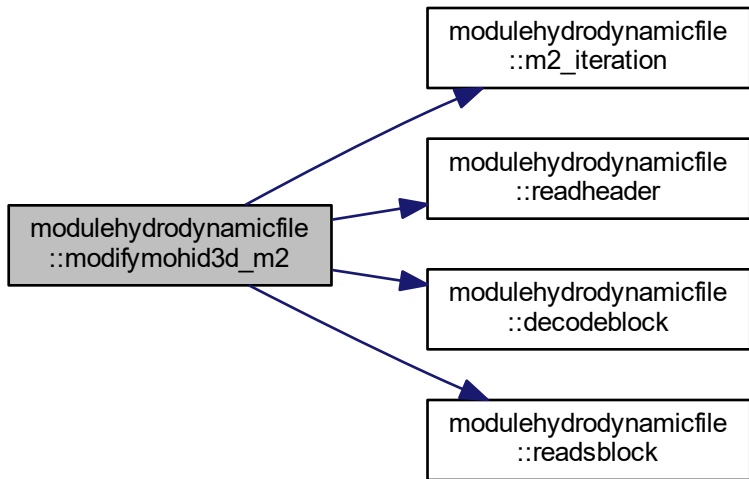 modulehydrodynamicfile
::m2_iteration
modulehydrodynamicfile
::readheader
modulehydrodynamicfile
::modifymohid3d_m2
modulehydrodynamicfile
::decodeblock
modulehydrodynamicfile
::readsblock